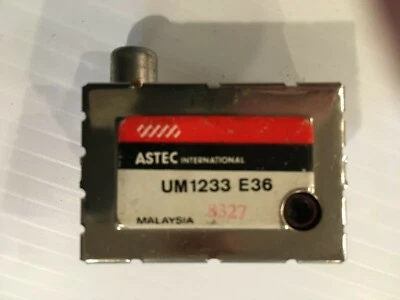 ASTEC INTERNATIONAL
UM1233 E36
MALAYSIA 8327